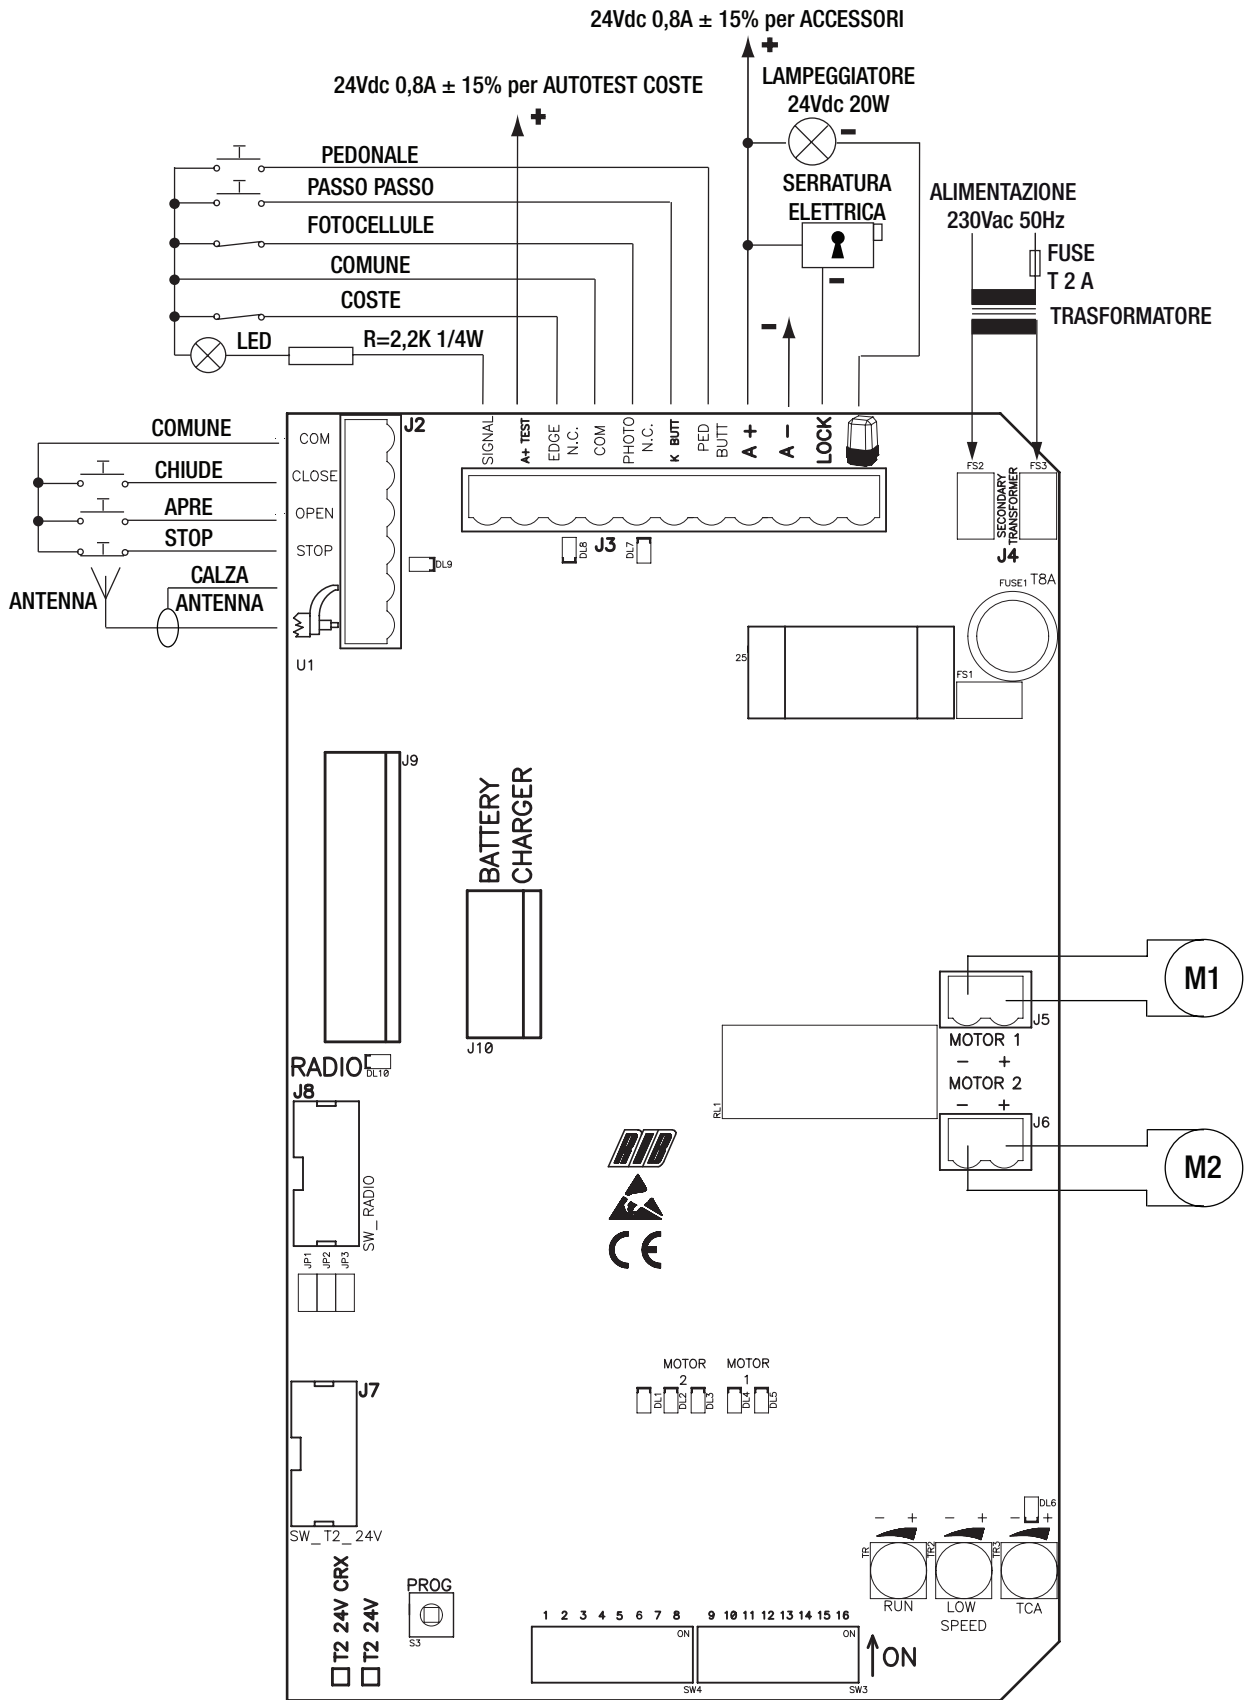 24Vdc 0,8A ± 15% per ACCESSORI
+
LAMPEGGIATORE
24Vdc 20W
24Vdc 0,8A ± 15% per AUTOTEST COSTE
+
-
PEDONALE
PASSO PASSO
SERRATURA
ELETTRICA
ALIMENTAZIONE
230Vac 50Hz
FOTOCELLULE
FUSE
T 2 A
COMUNE
-
COSTE
-
TRASFORMATORE
LED
R=2,2K 1/4W
COMUNE
CHIUDE
APRE
STOP
CALZA
ANTENNA
ANTENNA
COM
CLOSE
OPEN
STOP
U1
J2
DL9
SIGNAL
A+ TEST
EDGE
N.C.
COM
PHOTO
N.C.
K BUTT
PED
BUTT
A +
A -
LOCK
J3
DL8
DL7
FS2
SECONDARY
TRANSFORMER
FS3
J4
FUSE1 T8A
25
FS1
J9
BATTERY
CHARGER
J10
RADIO
DL10
J8
SW_RADIO
JP1
JP2
JP3
M1
J5
MOTOR 1
- +
MOTOR 2
- +
J6
RL1
M2
RIB
CE
J7
SW_T2_24V
MOTOR
2
MOTOR
1
DL1
DL2
DL3
DL4
DL5
DL6
- +
- +
- +
TR
TR2
TR3
RUN
LOW
SPEED
TCA
T2 24V CRX
T2 24V
PROG
S3
1 2 3 4 5 6 7 8
9 10 11 12 13 14 15 16
ON
ON
SW4
SW3
ON